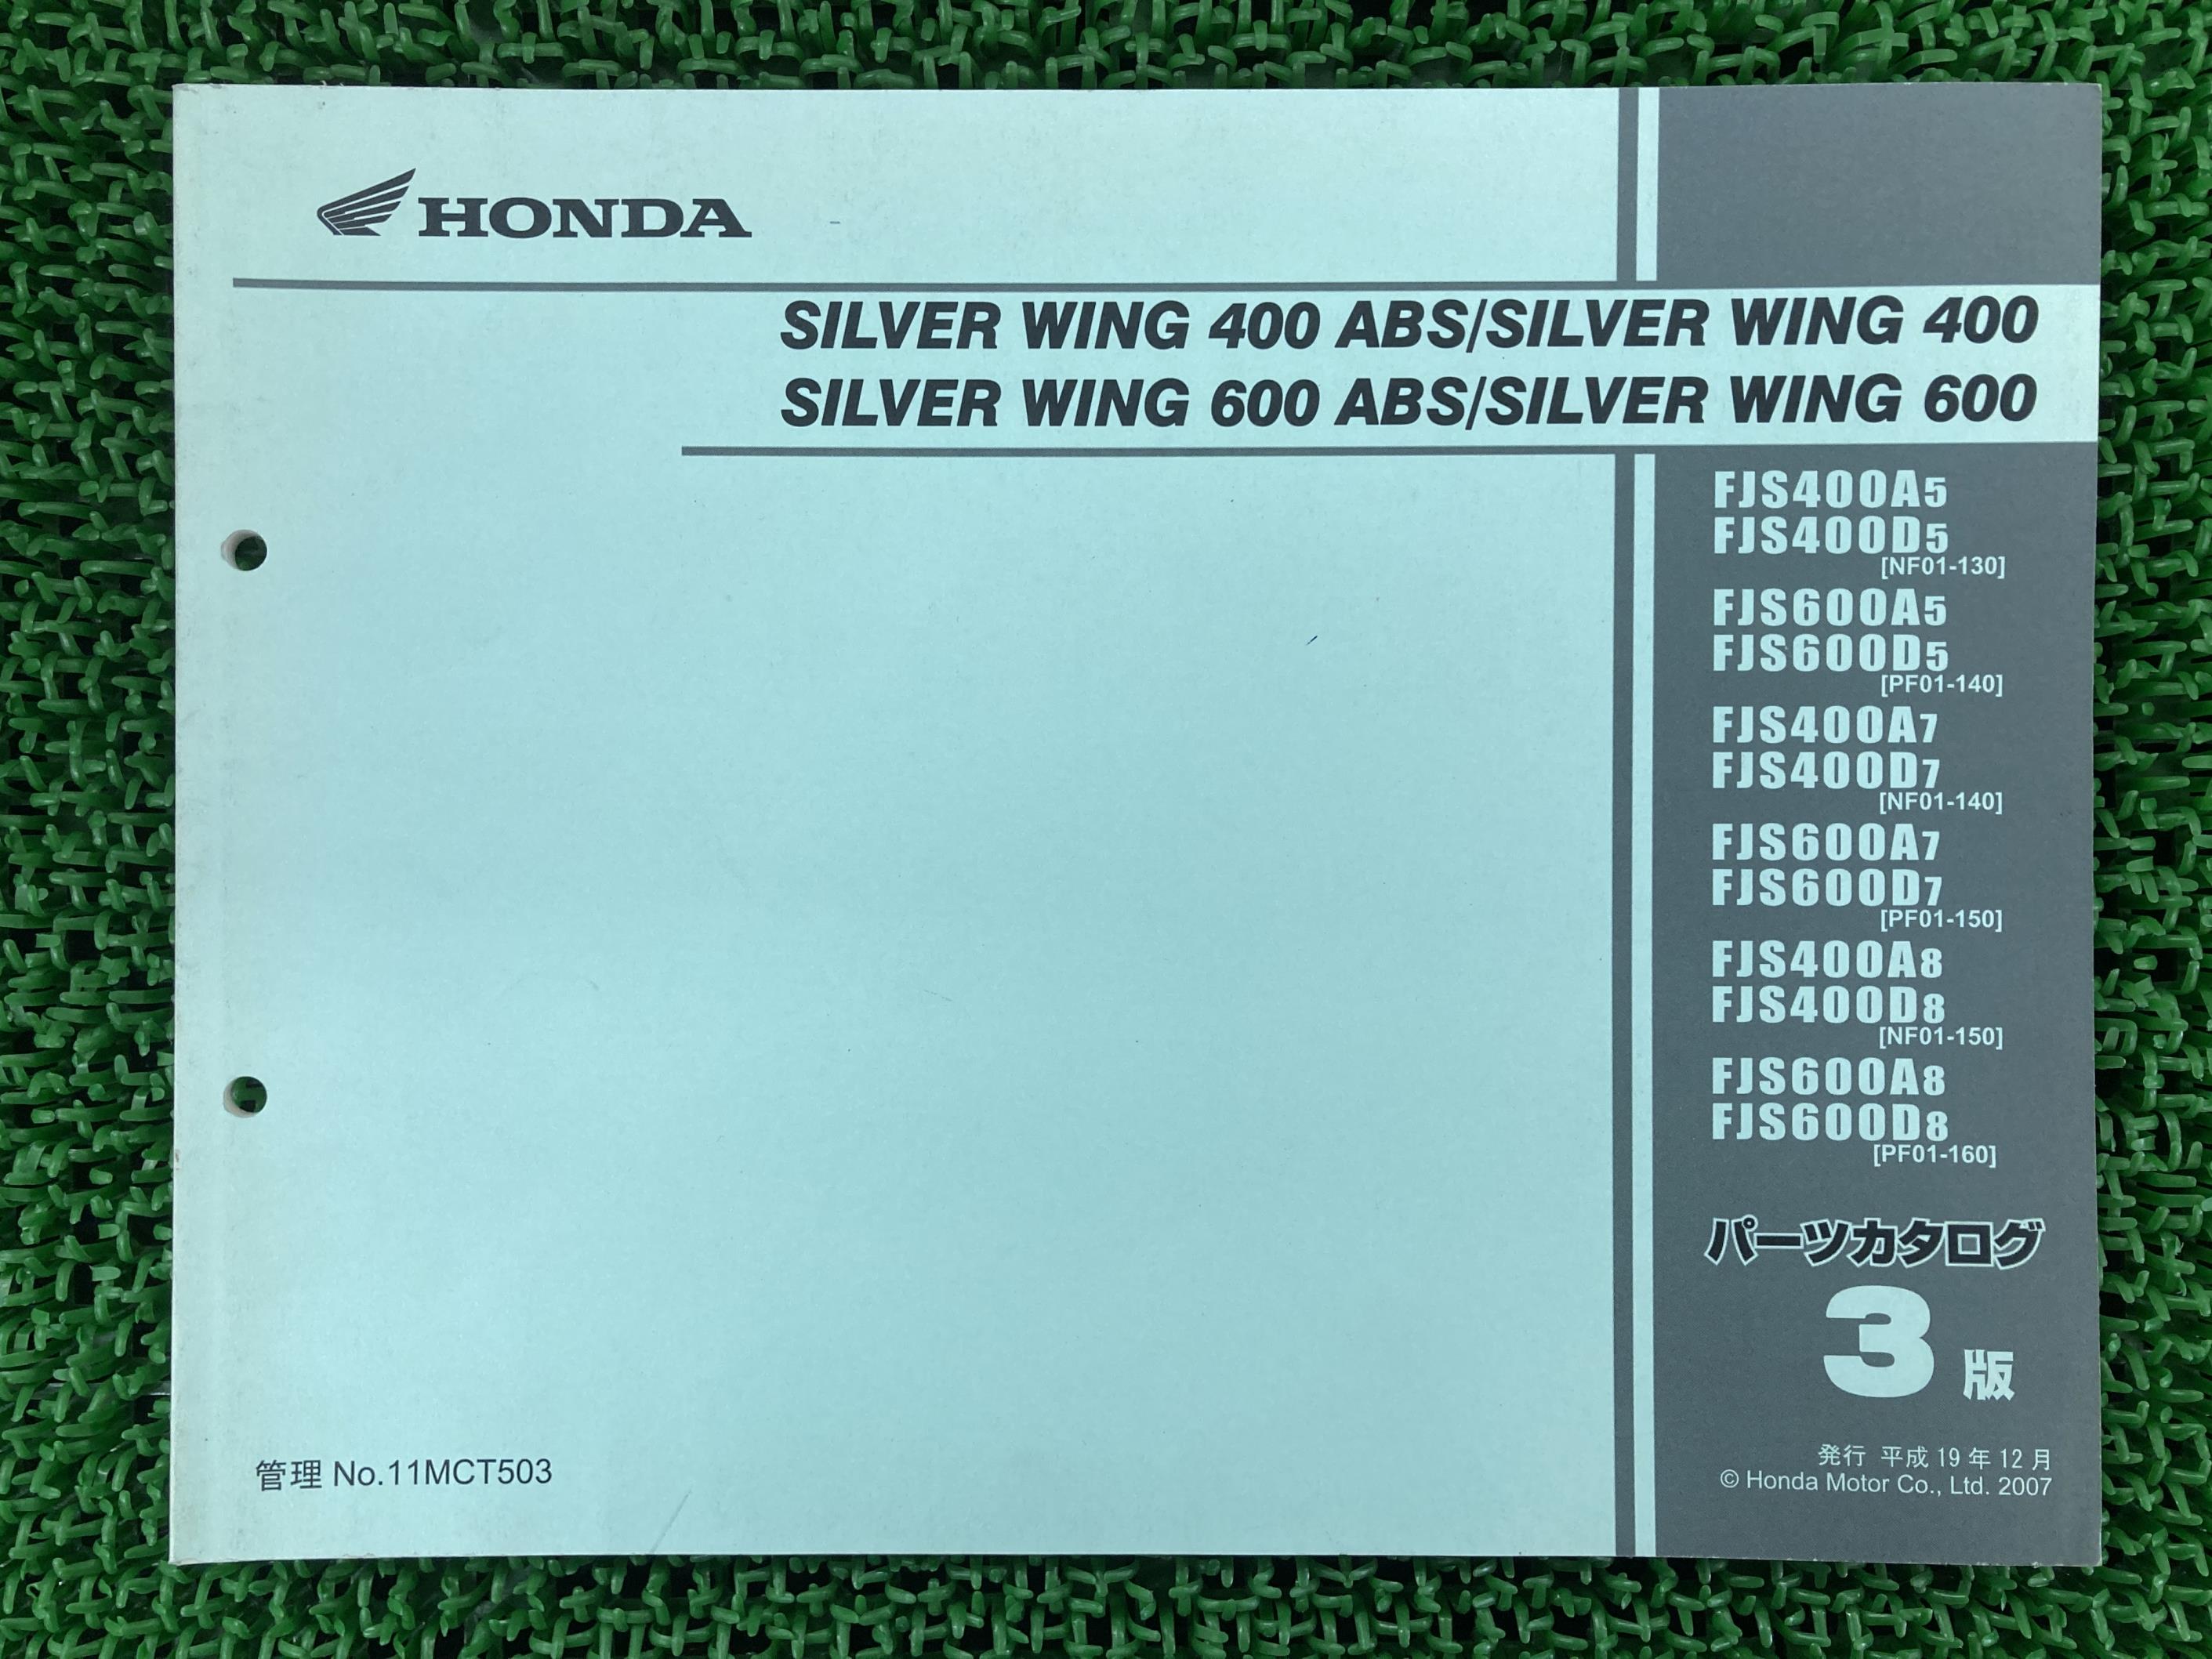 HONDA
SILVER WING 400 ABS/SILVER WING 400
SILVER WING 600 ABS/SILVER WING 600
FJS400A5
FJS400D5
[NF01-130]
FJS600A5
FJS600D5
[PF01-140]
FJS400A7
FJS400D7
[NF01-140]
FJS600A7
FJS600D7
[PF01-150]
FJS400A8
FJS400D8
[NF01-150]
FJS600A8
FJS600D8
[PF01-160]
パーツカタログ
3版
発行 平成 19 年 12 月
© Honda Motor Co., Ltd. 2007
管理 No.11MCT503